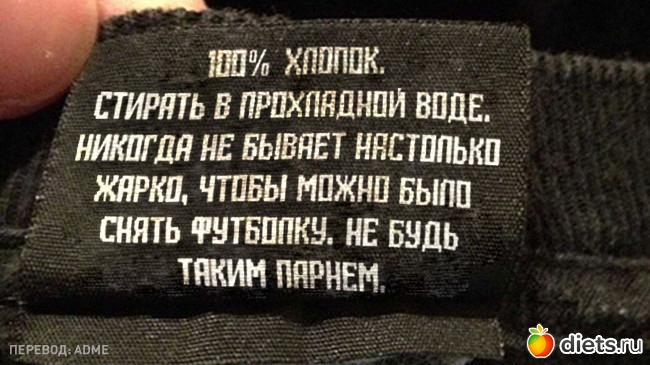 100% ХЛОПОК.
СТИРАТЬ В ПРОХЛАДНОЙ ВОДЕ.
НИКОГДА НЕ БЫВАЕТ НАСТОЛЬКО
ЖАРКО, ЧТОБЫ МОЖНО БЫЛО
СНЯТЬ ФУТБОЛКУ. НЕ БУДЬ
ТАКИМ ПАРНЕМ.
ПЕРЕВОД: ADME
diets.ru